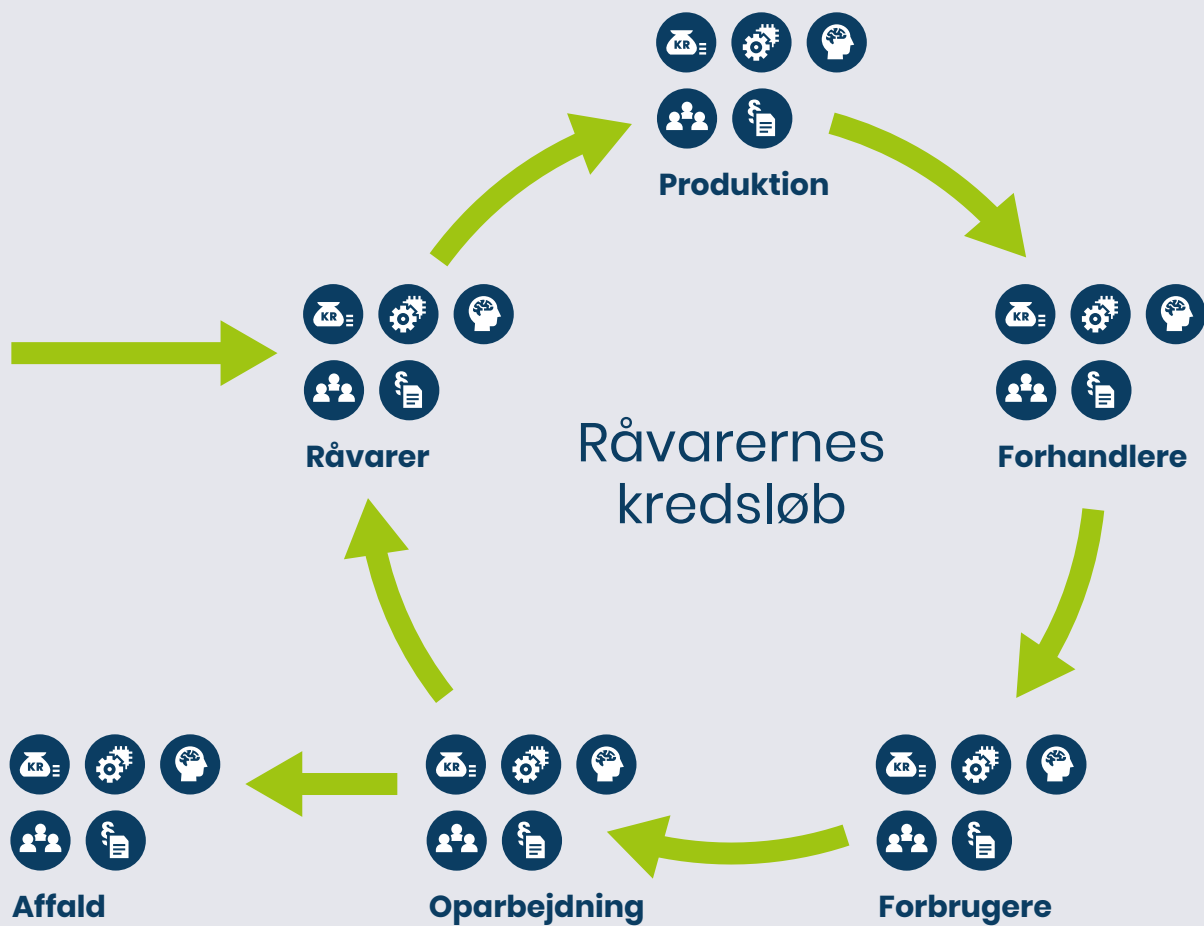 KR
KR
KR
Produktion
Råvarer
Råvarernes
kredsløb
Forhandlere
KR
KR
KR
Affald
Oparbejdning
Forbrugere